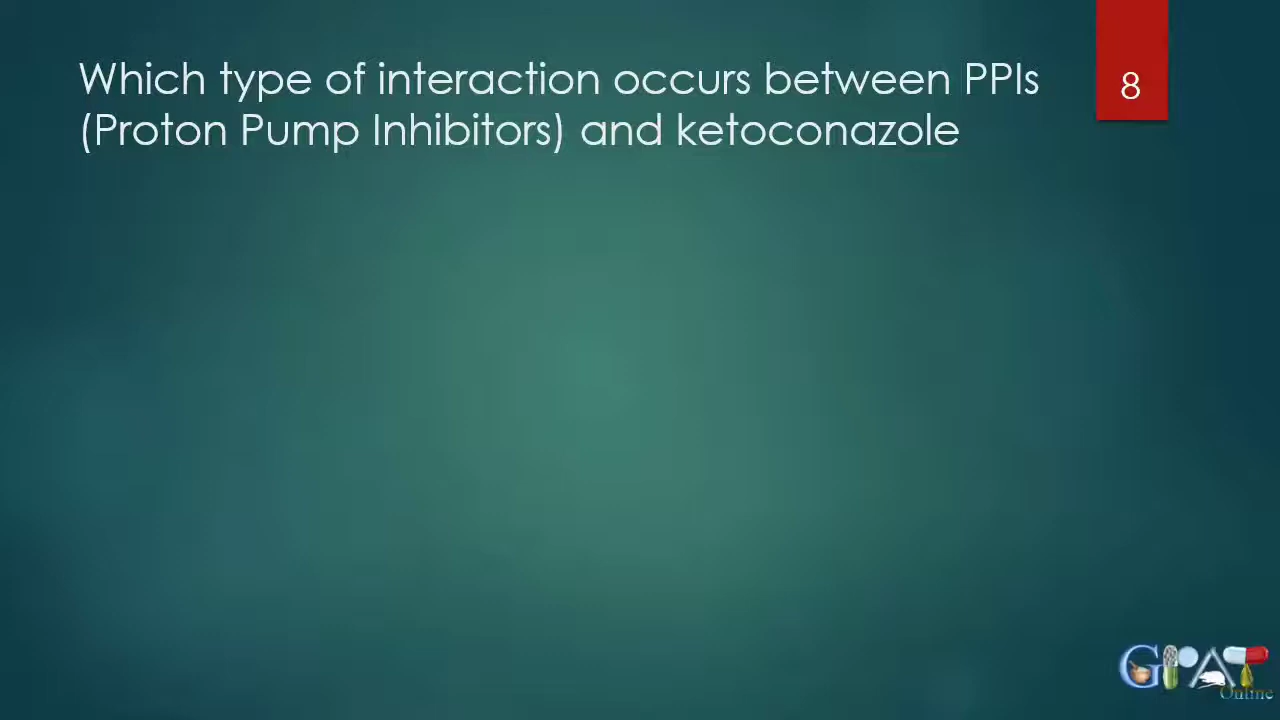 Which type of interaction occurs between PPIs
(Proton Pump Inhibitors) and ketoconazole
8
GPAT
Online